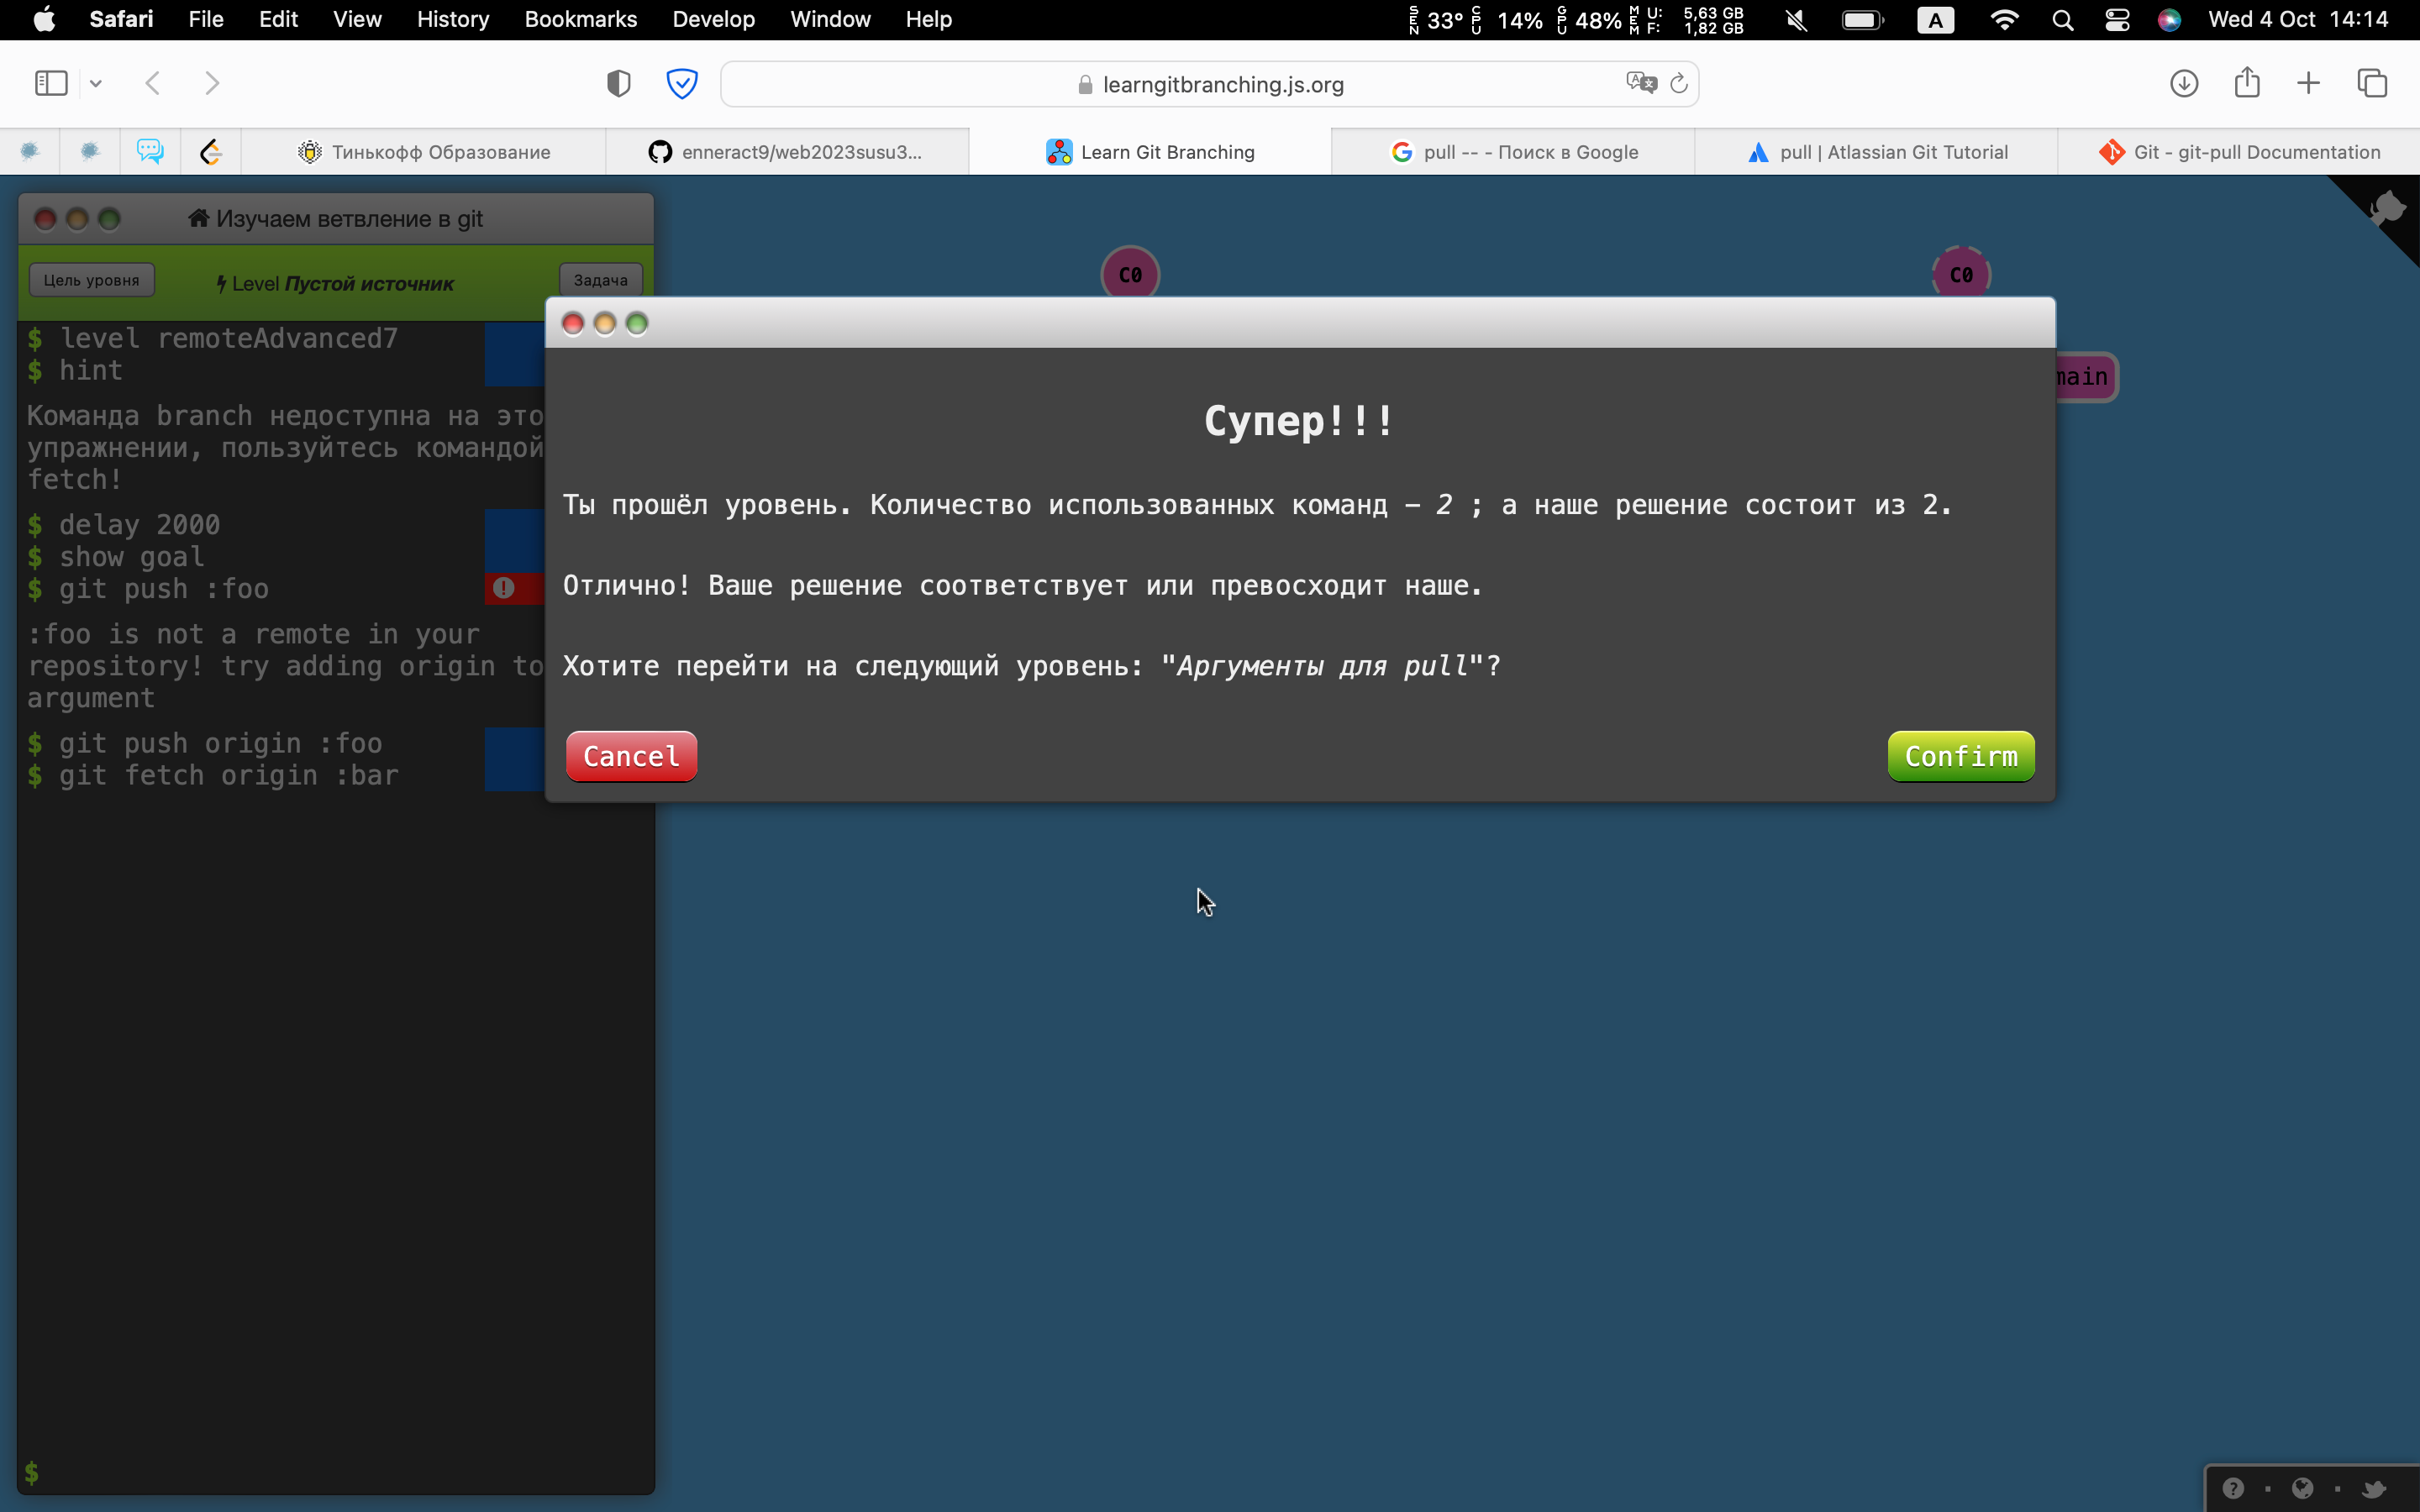 Safari File Edit View History Bookmarks Develop Window Help SEN 33° CPU 14% GPU 48% MEM U: 5,63 GB F: 1,82 GB A Wed 4 Oct 14:14
learngitbranching.js.org
Тинькофф Образование enneract9/web2023susu3... Learn Git Branching pull -- - Поиск в Google pull | Atlassian Git Tutorial Git - git-pull Documentation
Изучаем ветвление в git
Цель уровня Level Пустой источник Задача
$ level remoteAdvanced7
$ hint
Команда branch недоступна на это
упражнении, пользуйтесь командой
fetch!
$ delay 2000
$ show goal
$ git push :foo
:foo is not a remote in your
repository! try adding origin to
argument
$ git push origin :foo
$ git fetch origin :bar
$
C0 C0
main
Супер!!!
Ты прошёл уровень. Количество использованных команд – 2 ; а наше решение состоит из 2.
Отлично! Ваше решение соответствует или превосходит наше.
Хотите перейти на следующий уровень: "Аргументы для pull"?
Cancel Confirm